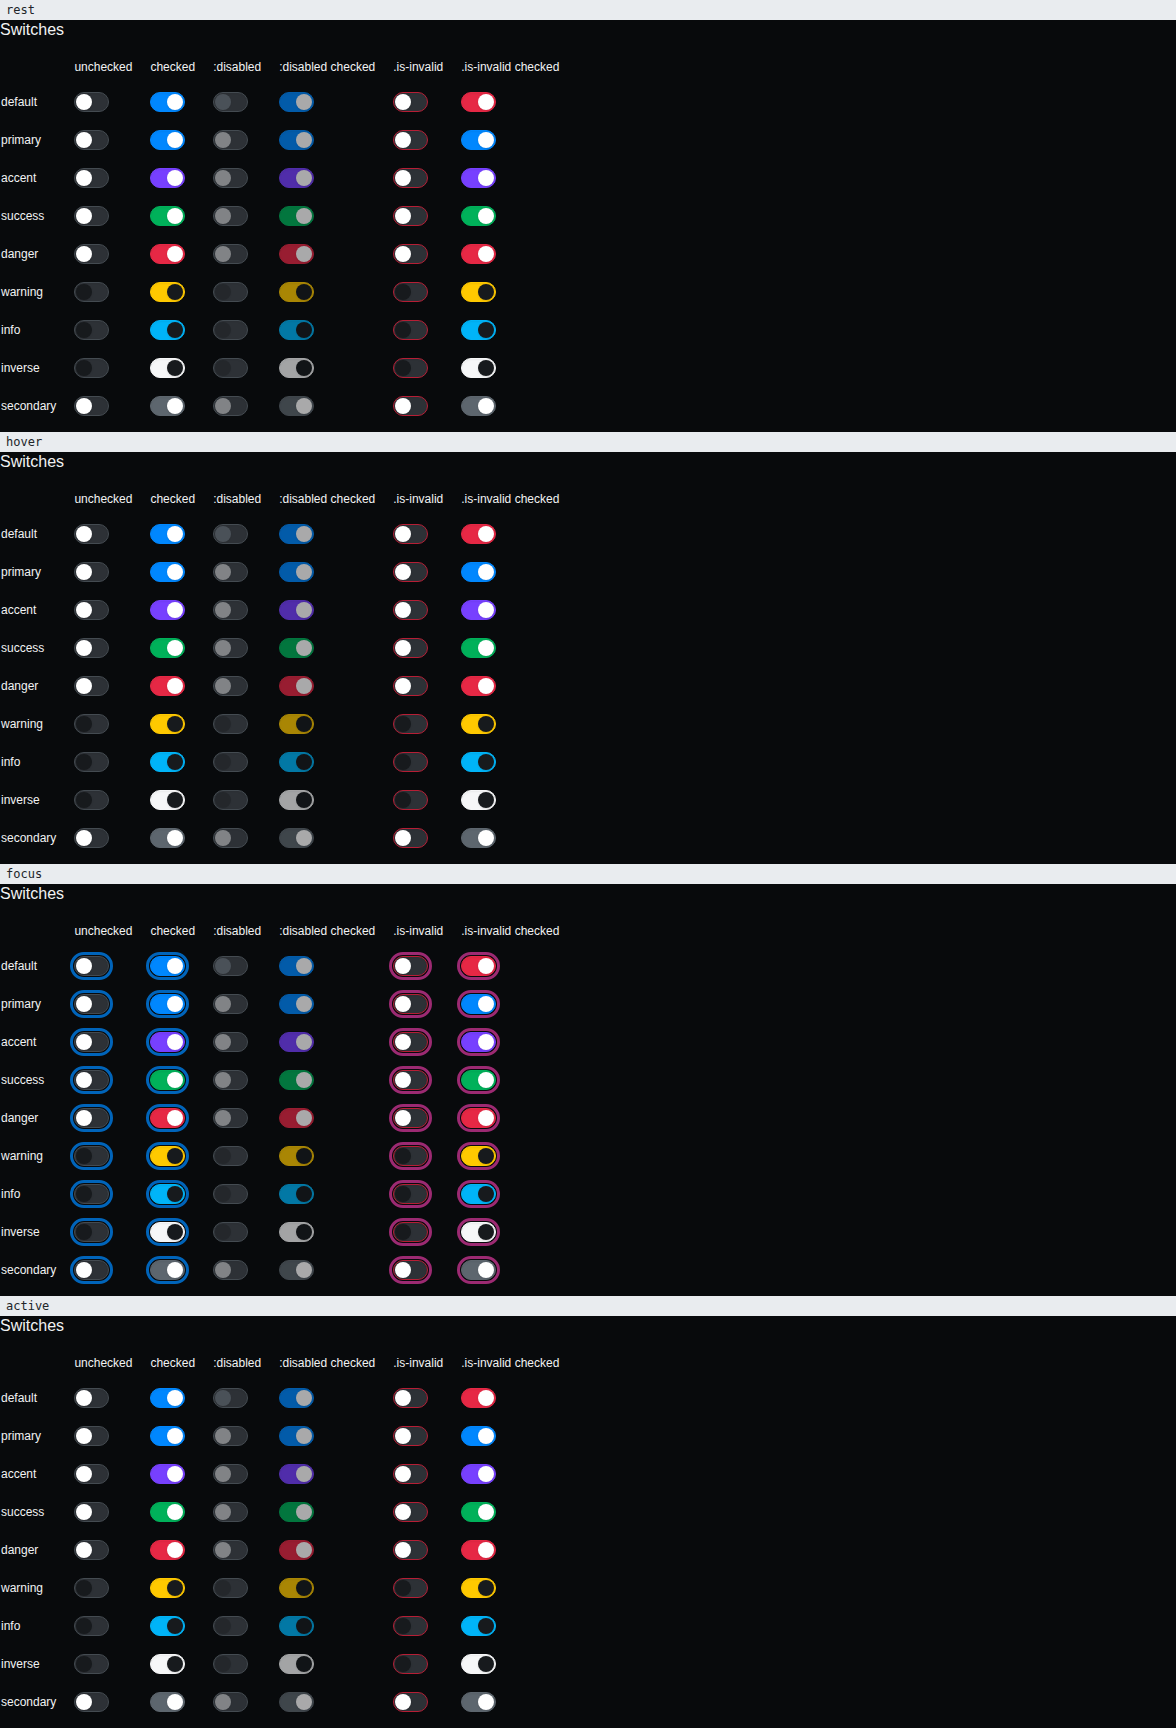 rest
Switches
unchecked checked :disabled :disabled checked .is-invalid .is-invalid checked
default
primary
accent
success
danger
warning
info
inverse
secondary
hover
Switches
unchecked checked :disabled :disabled checked .is-invalid .is-invalid checked
default
primary
accent
success
danger
warning
info
inverse
secondary
focus
Switches
unchecked checked :disabled :disabled checked .is-invalid .is-invalid checked
default
primary
accent
success
danger
warning
info
inverse
secondary
active
Switches
unchecked checked :disabled :disabled checked .is-invalid .is-invalid checked
default
primary
accent
success
danger
warning
info
inverse
secondary